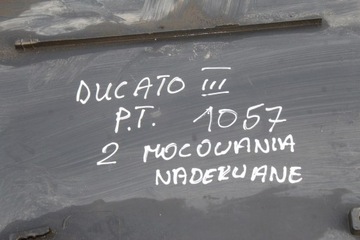 DUCATO III
P.T. 1057
2 MOCOWANIA
NADERWANE